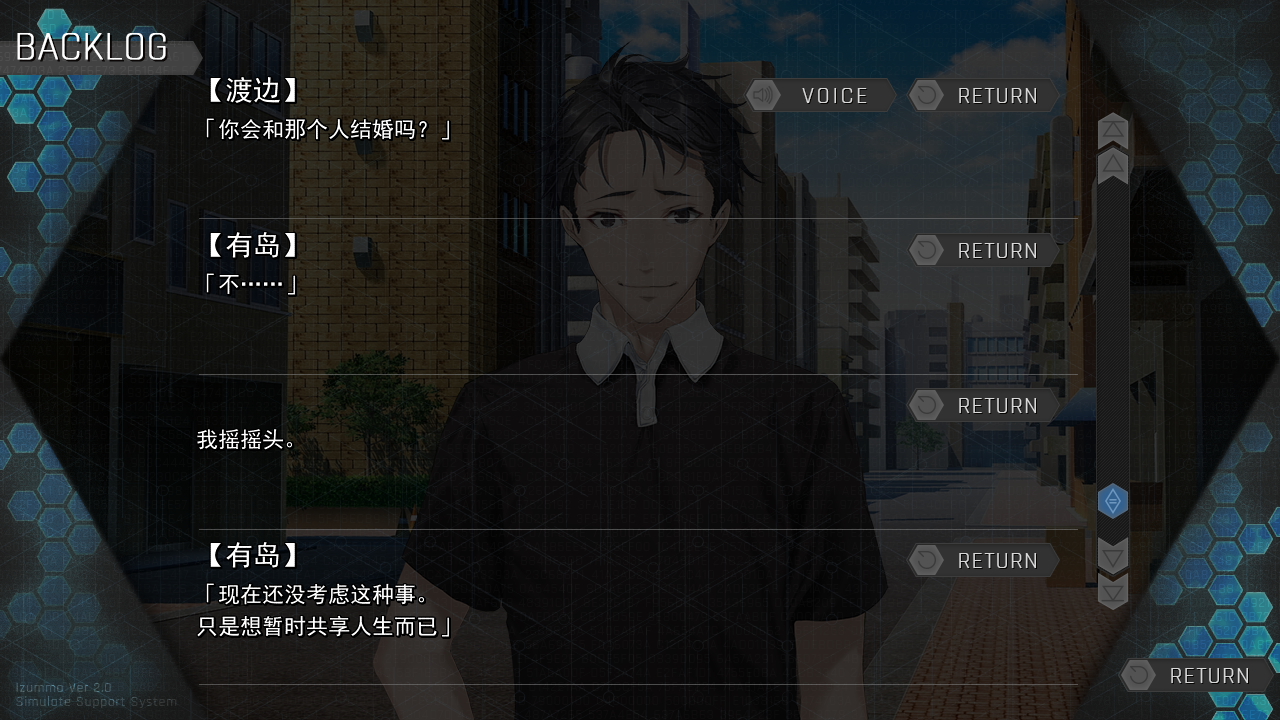 BACKLOG
【渡边】
VOICE
RETURN
「你会和那个人结婚吗？」
【有岛】
RETURN
「不……」
RETURN
我摇摇头。
【有岛】
RETURN
「现在还没考虑这种事。
只是想暂时共享人生而已」
RETURN
Izumma Ver 2.0
Simulate Support System